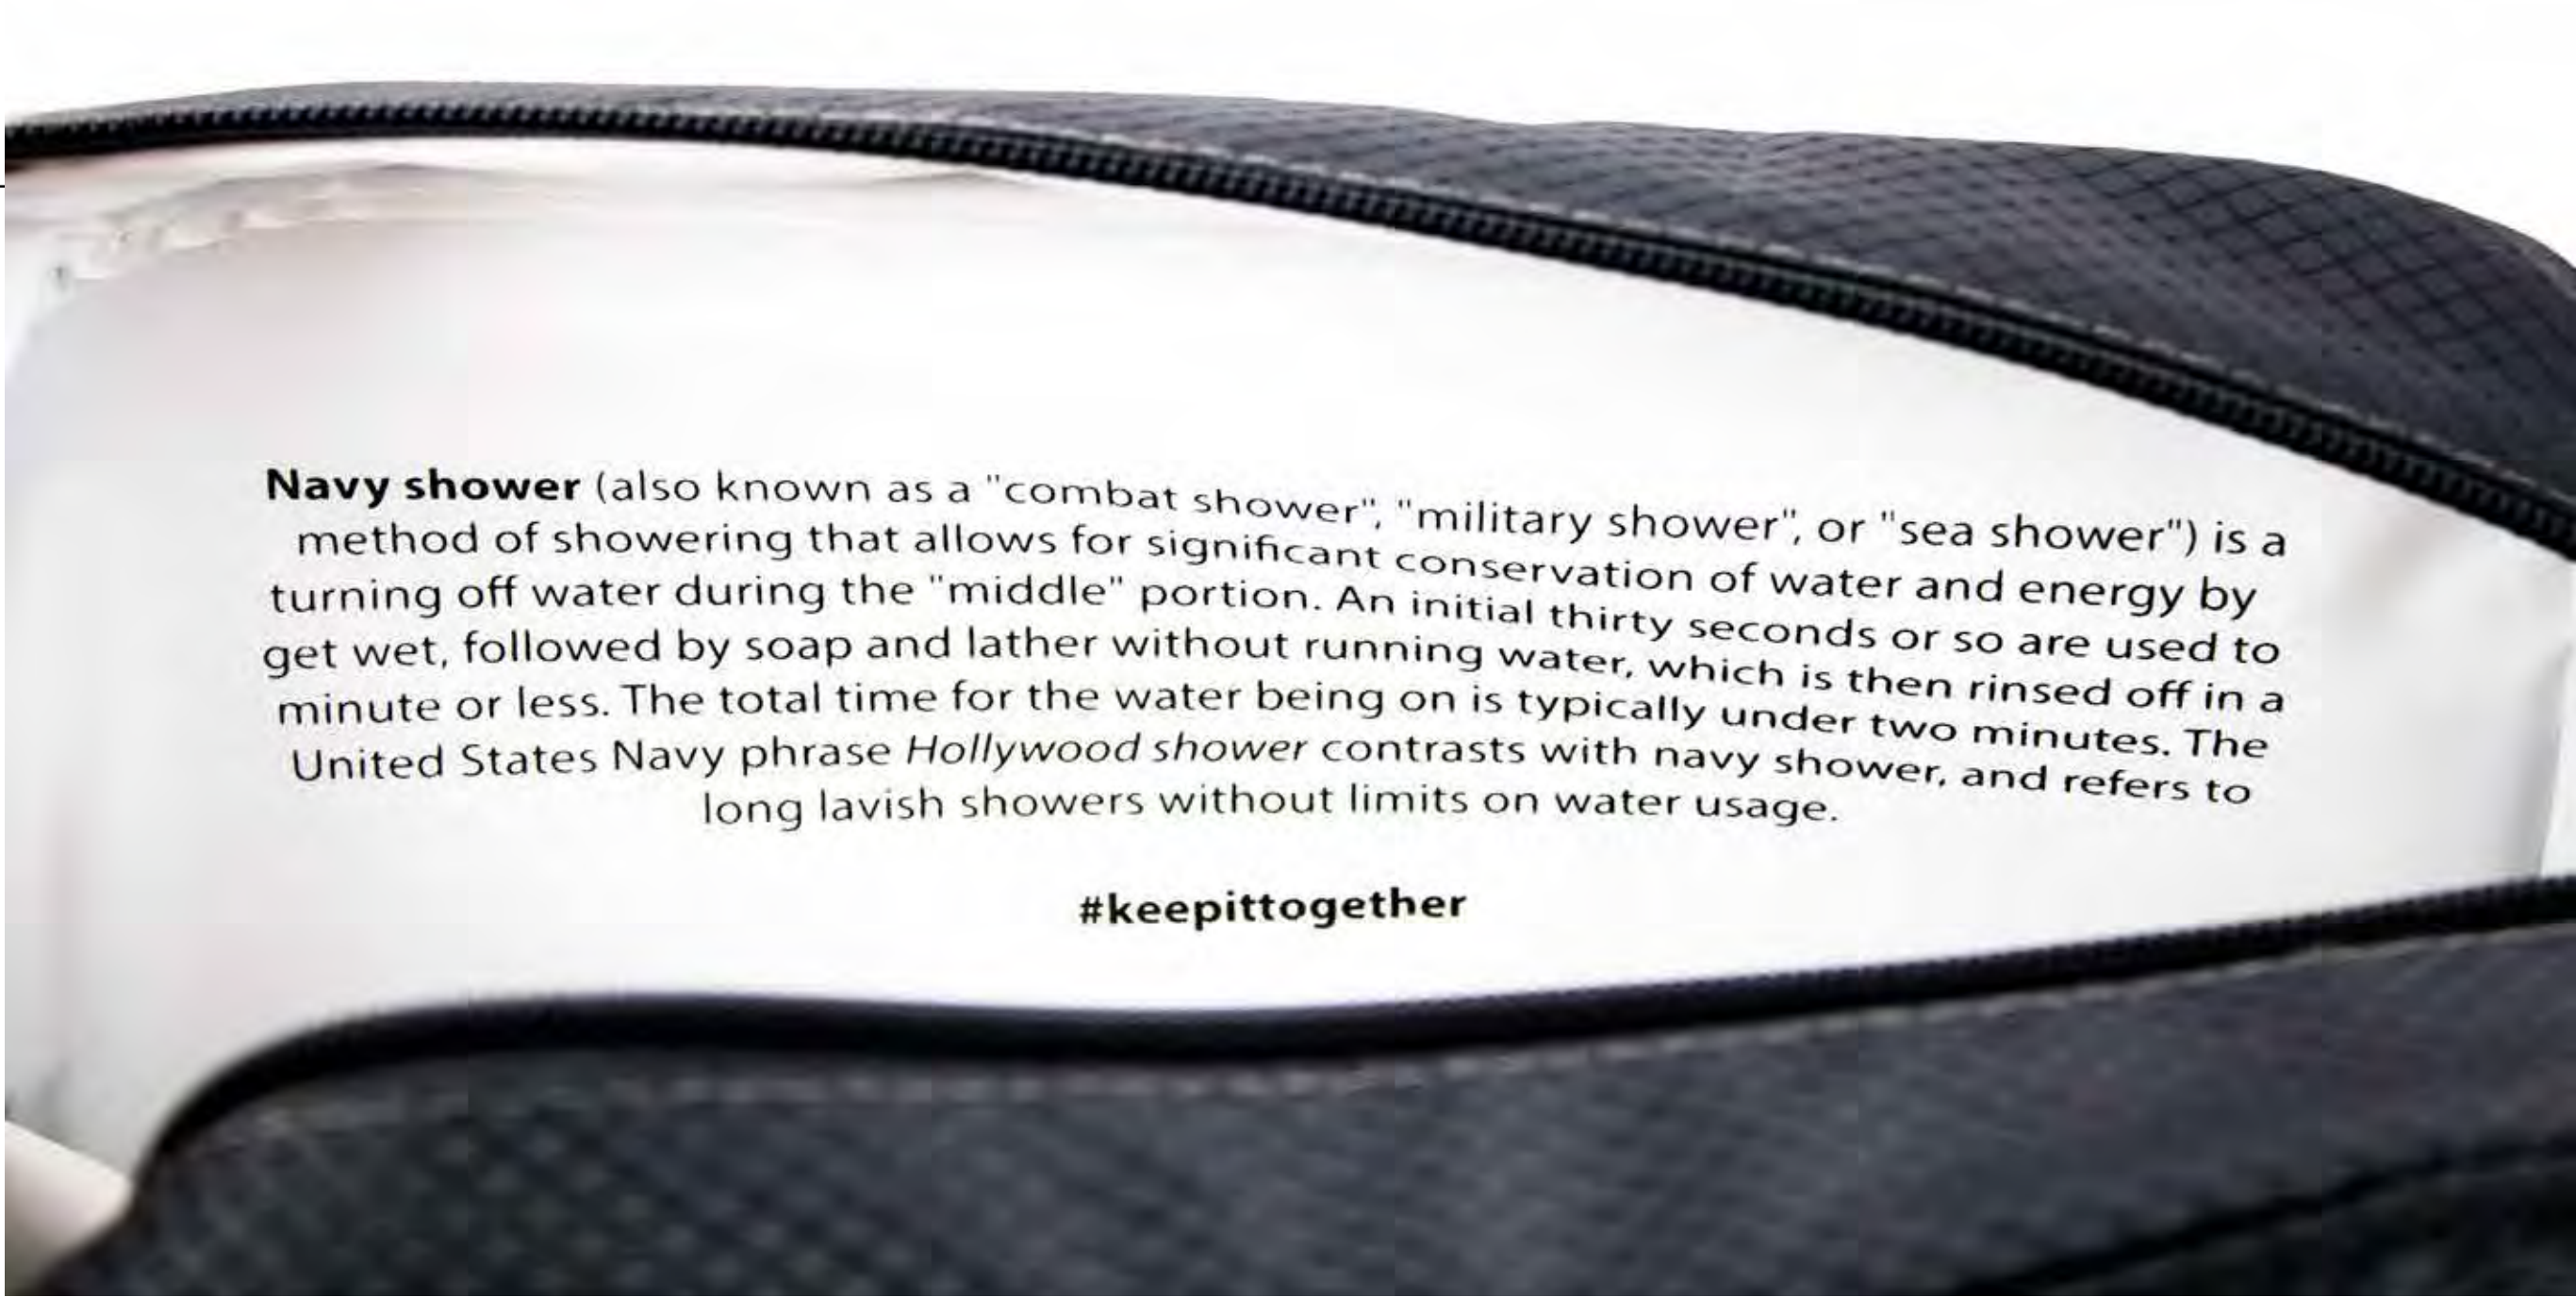 Navy shower (also known as a "combat shower", "military shower", or "sea shower") is a
method of showering that allows for significant conservation of water and energy by
turning off water during the "middle" portion. An initial thirty seconds or so are used to
get wet, followed by soap and lather without running water, which is then rinsed off in a
minute or less. The total time for the water being on is typically under two minutes. The
United States Navy phrase Hollywood shower contrasts with navy shower, and refers to
long lavish showers without limits on water usage.
#keepittogether